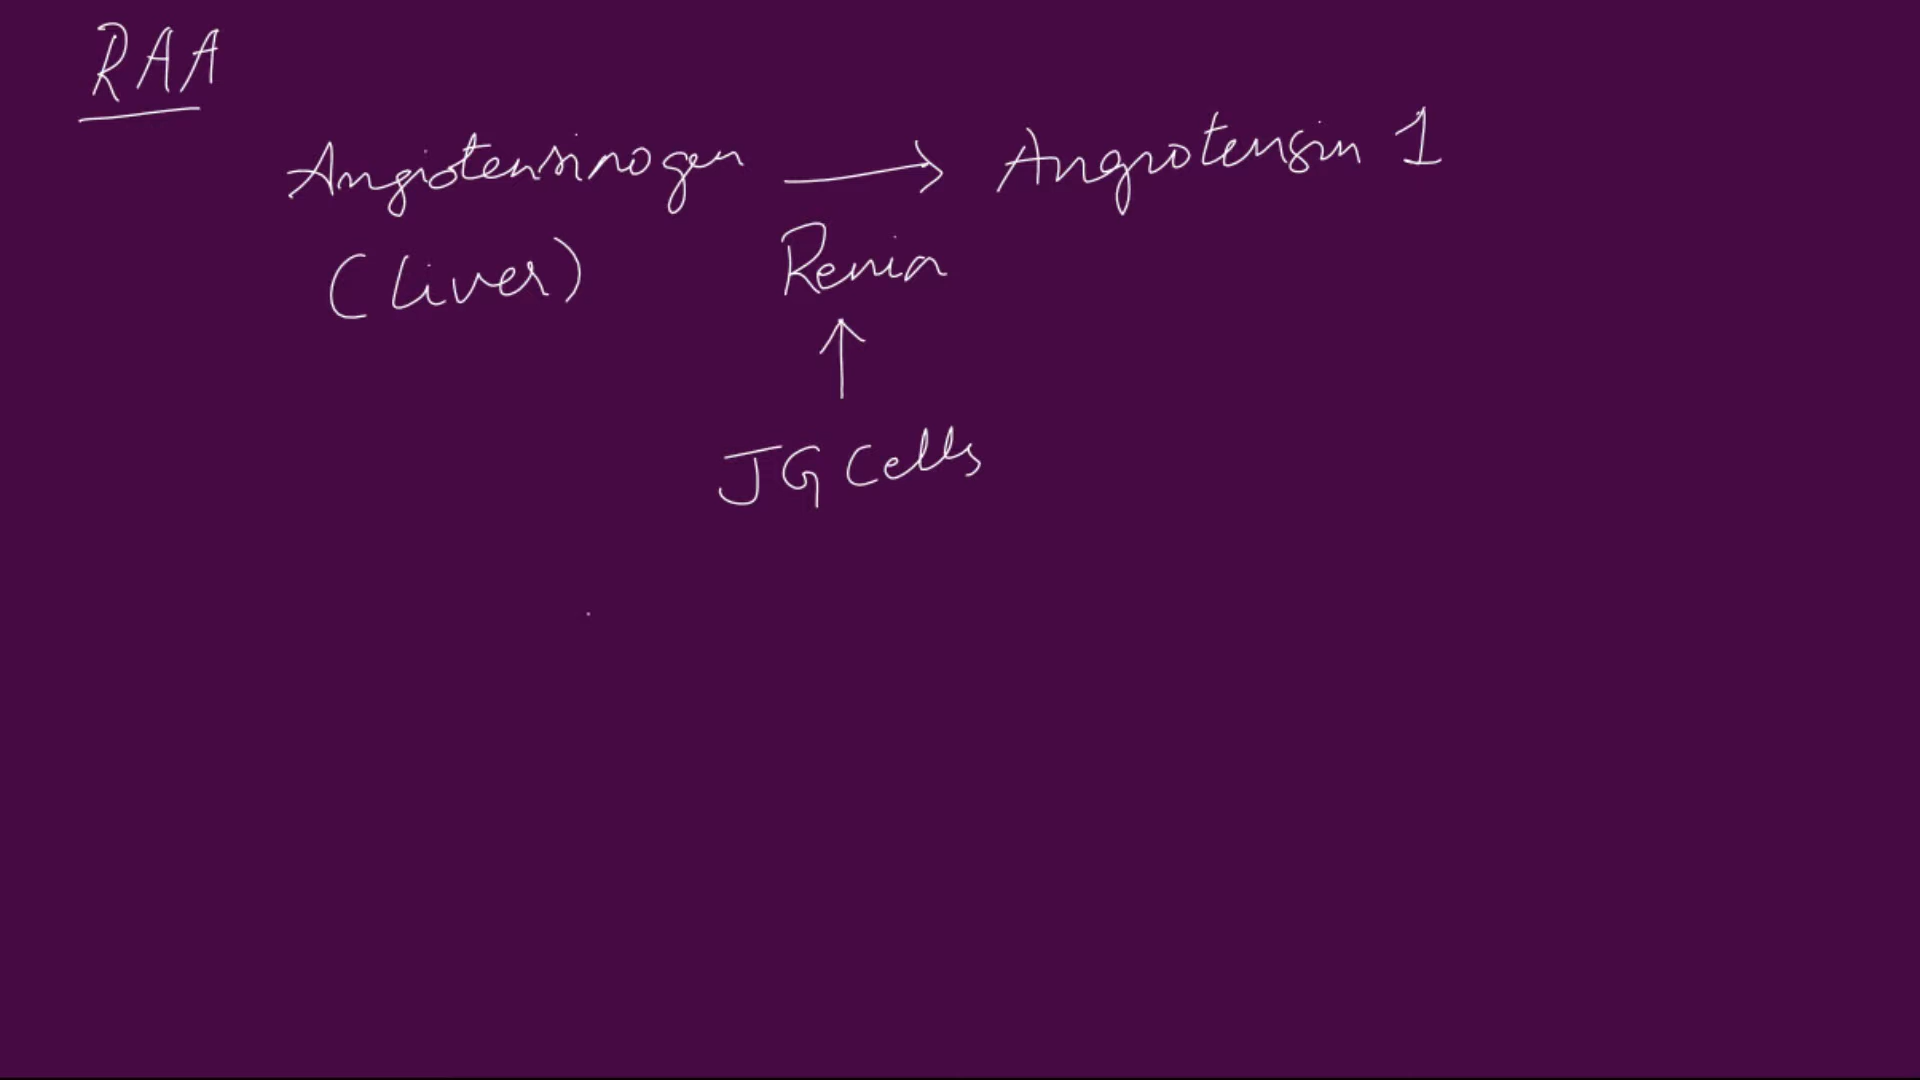 RAA
Angiotensinogen → Angiotensin 1
(Liver) Renin
↑
JG Cells